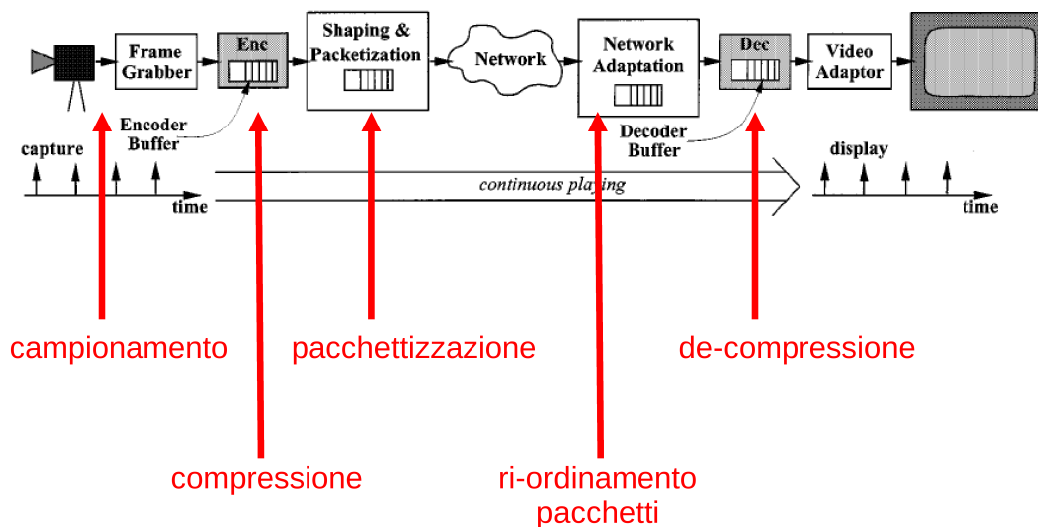 Frame
Grabber
Enc
Shaping &
Packetization
Network
Network
Adaptation
Dec
Video
Adaptor
Encoder
Buffer
Decoder
Buffer
capture
time
continuous playing
display
time
campionamento
pacchettizzazione
de-compressione
compressione
ri-ordinamento
pacchetti